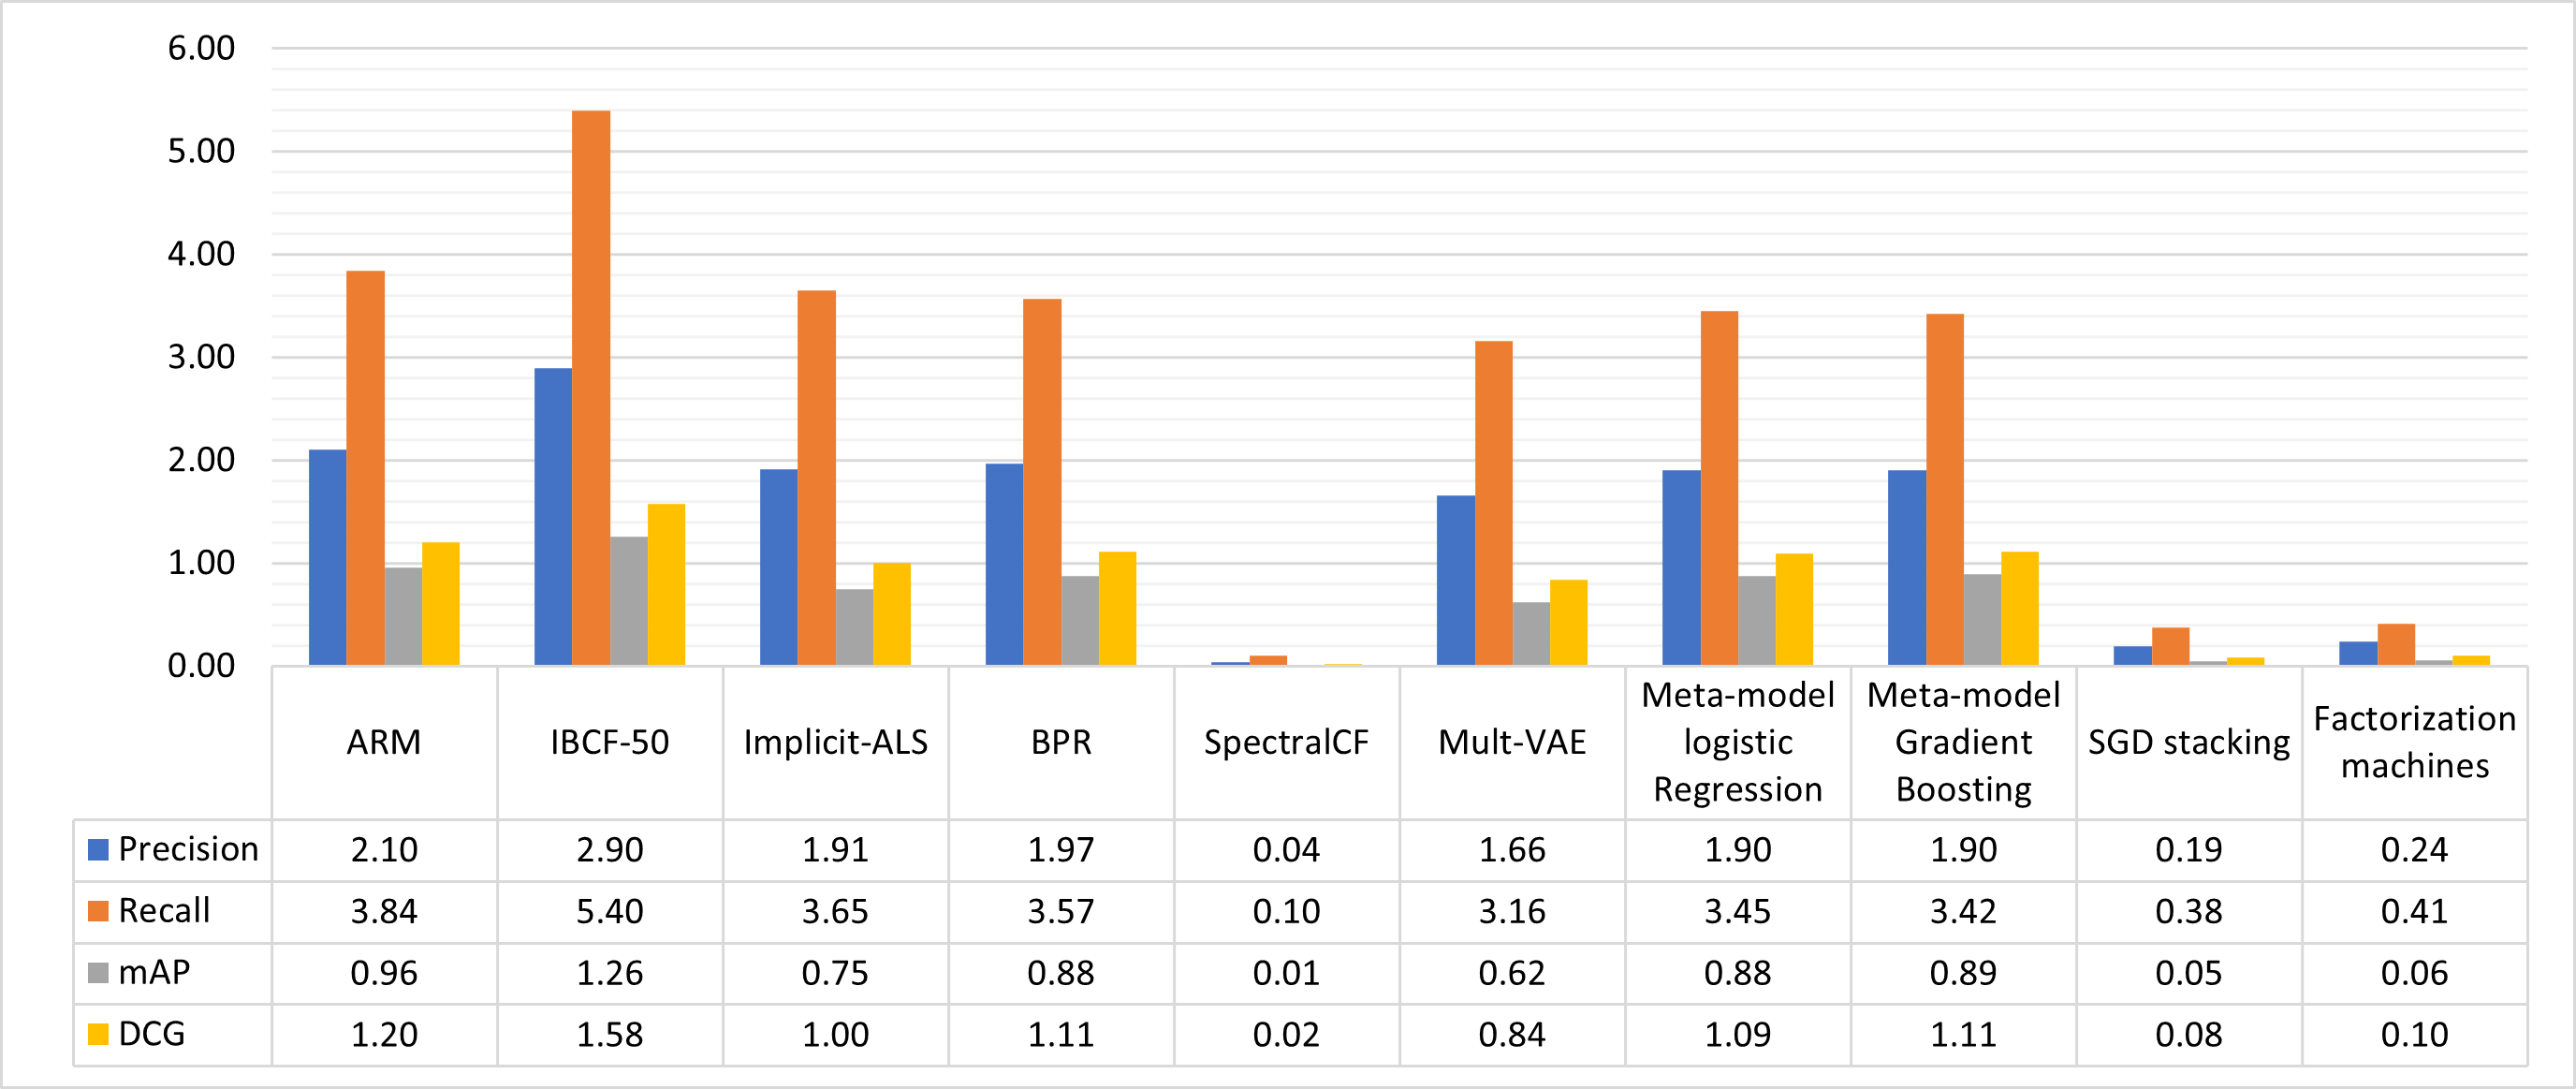 6.00
5.00
4.00
3.00
2.00
1.00
0.00
ARM
IBCF-50
Implicit-ALS
BPR
SpectralCF
Mult-VAE
Meta-model
logistic
Regression
Meta-model
Gradient
Boosting
SGD stacking
Factorization
machines
Precision 2.10 2.90 1.91 1.97 0.04 1.66 1.90 1.90 0.19 0.24
Recall 3.84 5.40 3.65 3.57 0.10 3.16 3.45 3.42 0.38 0.41
mAP 0.96 1.26 0.75 0.88 0.01 0.62 0.88 0.89 0.05 0.06
DCG 1.20 1.58 1.00 1.11 0.02 0.84 1.09 1.11 0.08 0.10